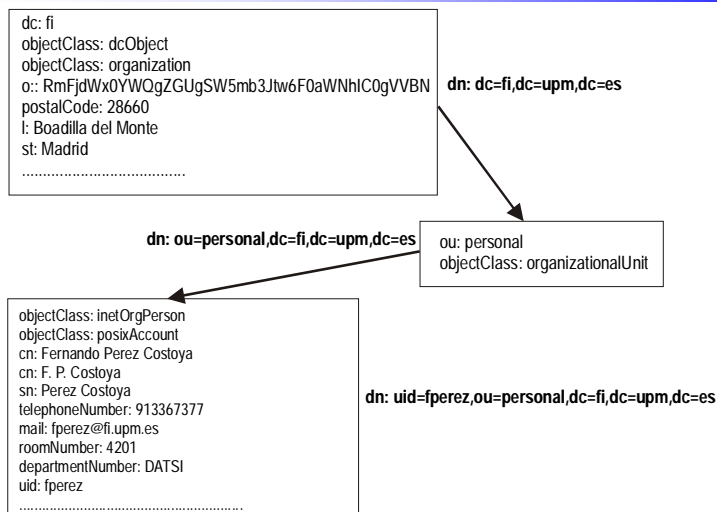 dc: fi
objectClass: dcObject
objectClass: organization
o:: RmFjdWx0YWQgZGUgSW5mb3Jtw6F0aWNhIC0gVVBN
postalCode: 28660
l: Boadilla del Monte
st: Madrid
.......................................
dn: dc=fi,dc=upm,dc=es
dn: ou=personal,dc=fi,dc=upm,dc=es
ou: personal
objectClass: organizationalUnit
objectClass: inetOrgPerson
objectClass: posixAccount
cn: Fernando Perez Costoya
cn: F. P. Costoya
sn: Perez Costoya
telephoneNumber: 913367377
mail: fperez@fi.upm.es
roomNumber: 4201
departmentNumber: DATSI
uid: fperez
..........................................................
dn: uid=fperez,ou=personal,dc=fi,dc=upm,dc=es